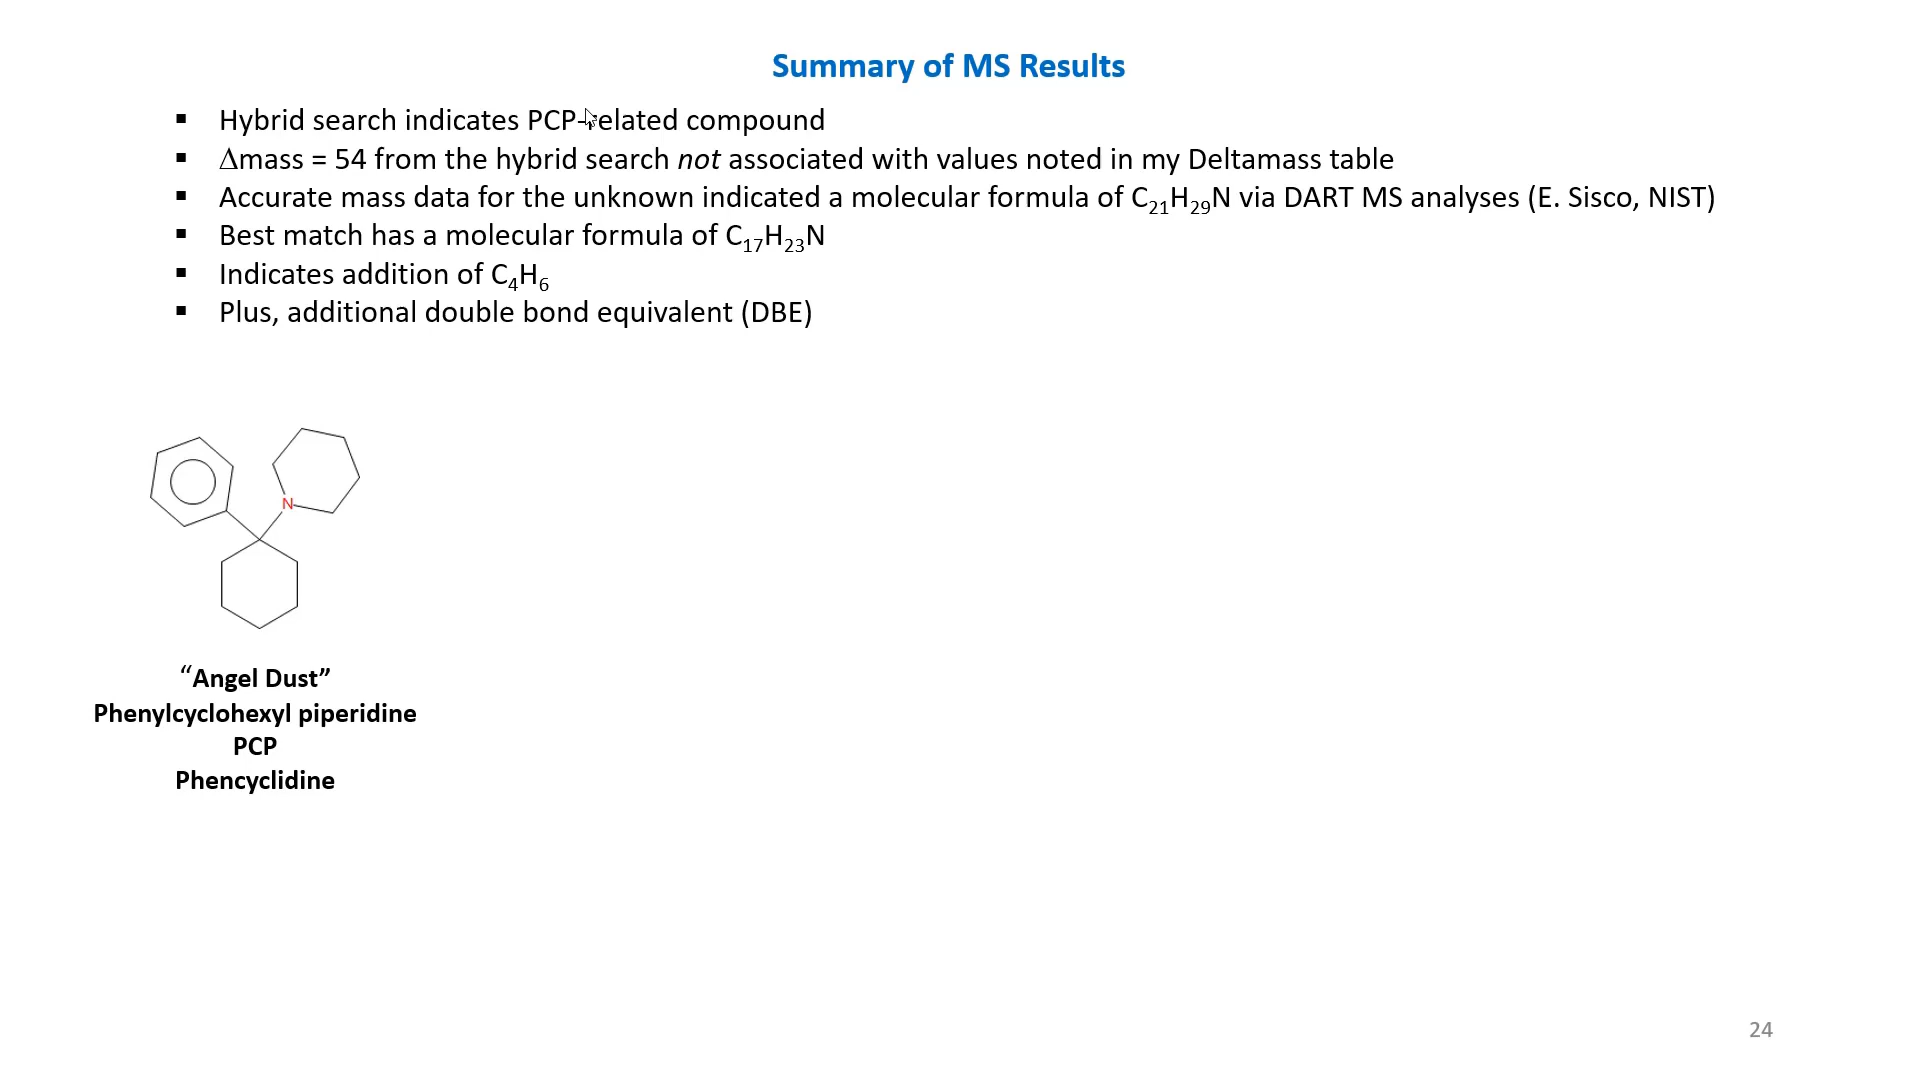 Summary of MS Results
▪ Hybrid search indicates PCP-related compound
▪ Δmass = 54 from the hybrid search not associated with values noted in my Deltamass table
▪ Accurate mass data for the unknown indicated a molecular formula of C₂₁H₂₉N via DART MS analyses (E. Sisco, NIST)
▪ Best match has a molecular formula of C₁₇H₂₃N
▪ Indicates addition of C₄H₆
▪ Plus, additional double bond equivalent (DBE)
N
“Angel Dust”
Phenylcyclohexyl piperidine
PCP
Phencyclidine
24